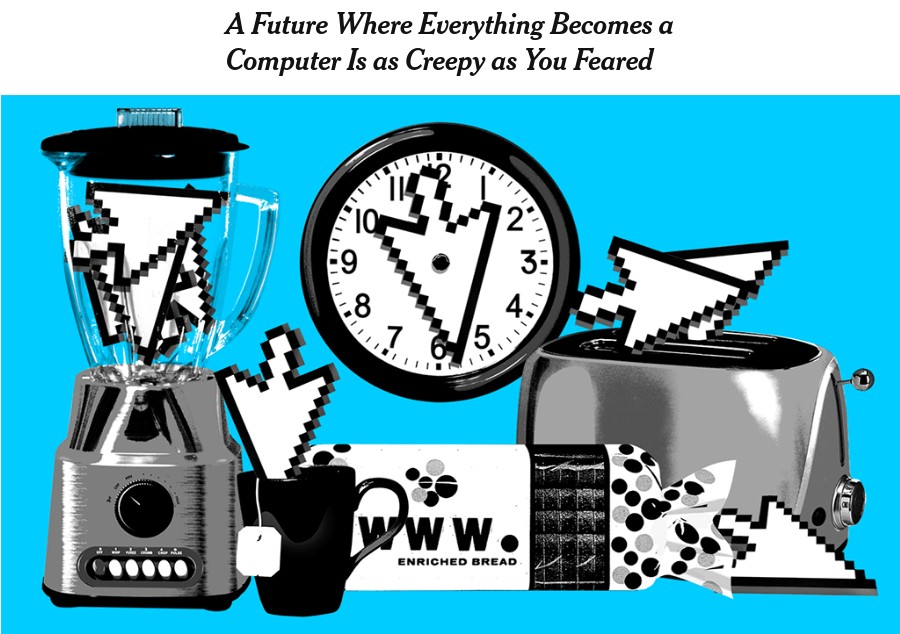 A Future Where Everything Becomes a
Computer Is as Creepy as You Feared
11 12 1
10 2
9 3
8 4
7 6 5
WWW.
ENRICHED BREAD